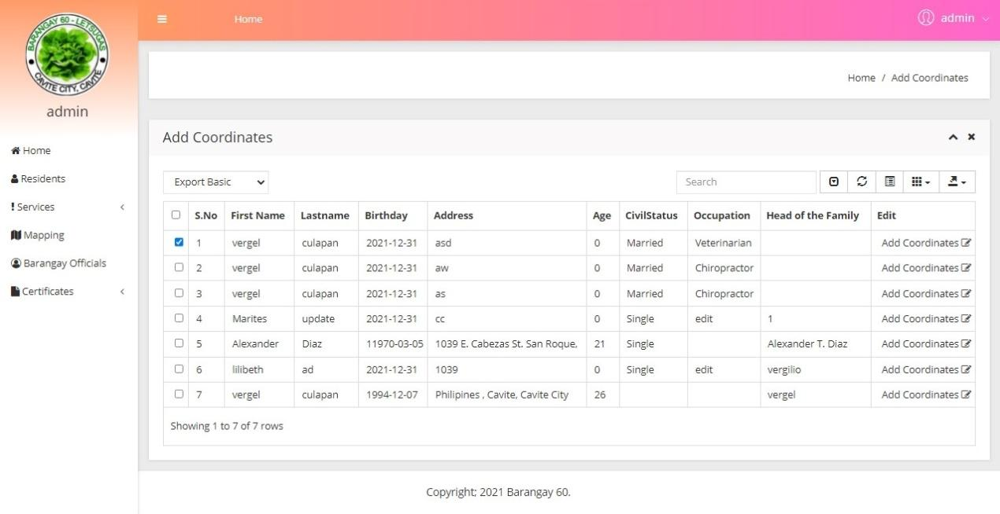 BARANGAY 60 - LETSUGAS
CAVITE CITY, CAVITE
admin
Home
Residents
Services
Mapping
Barangay Officials
Certificates
Home
admin
Home / Add Coordinates
Add Coordinates
Export Basic
Search
S.No First Name Lastname Birthday Address Age CivilStatus Occupation Head of the Family Edit
1 vergel culapan 2021-12-31 asd 0 Married Veterinarian Add Coordinates
2 vergel culapan 2021-12-31 aw 0 Married Chiropractor Add Coordinates
3 vergel culapan 2021-12-31 as 0 Married Chiropractor Add Coordinates
4 Marites update 2021-12-31 cc 0 Single edit 1 Add Coordinates
5 Alexander Diaz 11970-03-05 1039 E. Cabezas St. San Roque, 21 Single Alexander T. Diaz Add Coordinates
6 lilibeth ad 2021-12-31 1039 0 Single edit vergilio Add Coordinates
7 vergel culapan 1994-12-07 Philipines , Cavite, Cavite City 26 vergel Add Coordinates
Showing 1 to 7 of 7 rows
Copyright; 2021 Barangay 60.